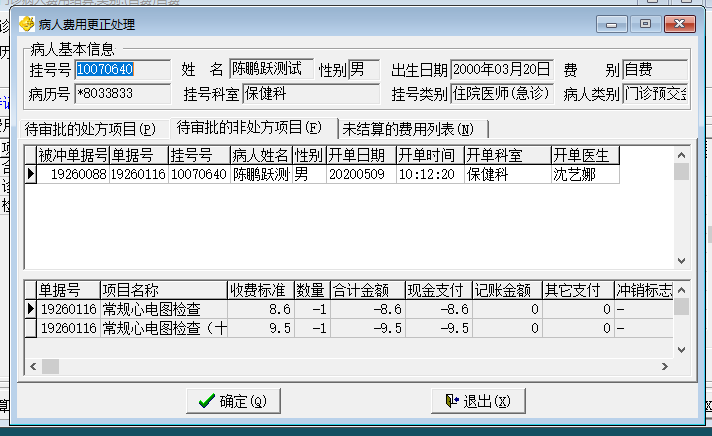 病人费用更正处理
病人基本信息
挂号号 10070640 姓 名 陈鹏跃测试 性别 男 出生日期 2000年03月20日 费 别 自费
病历号 *8033833 挂号科室 保健科 挂号类别 住院医师(急诊) 病人类别 门诊预交金
待审批的处方项目(P) 待审批的非处方项目(F) 未结算的费用列表(N)
被冲单据号 单据号 挂号号 病人姓名 性别 开单日期 开单时间 开单科室 开单医生
19260088 19260116 10070640 陈鹏跃测 男 20200509 10:12:20 保健科 沈艺娜
单据号 项目名称 收费标准 数量 合计金额 现金支付 记账金额 其它支付 冲销标志
19260116 常规心电图检查 8.6 -1 -8.6 -8.6 0 0 -
19260116 常规心电图检查（十 9.5 -1 -9.5 -9.5 0 0 -
确定(Q) 退出(X)